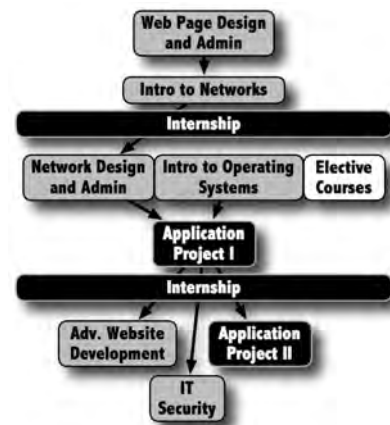 Web Page Design
and Admin
Intro to Networks
Internship
Network Design
and Admin
Intro to Operating
Systems
Elective
Courses
Application
Project I
Internship
Adv. Website
Development
Application
Project II
IT
Security